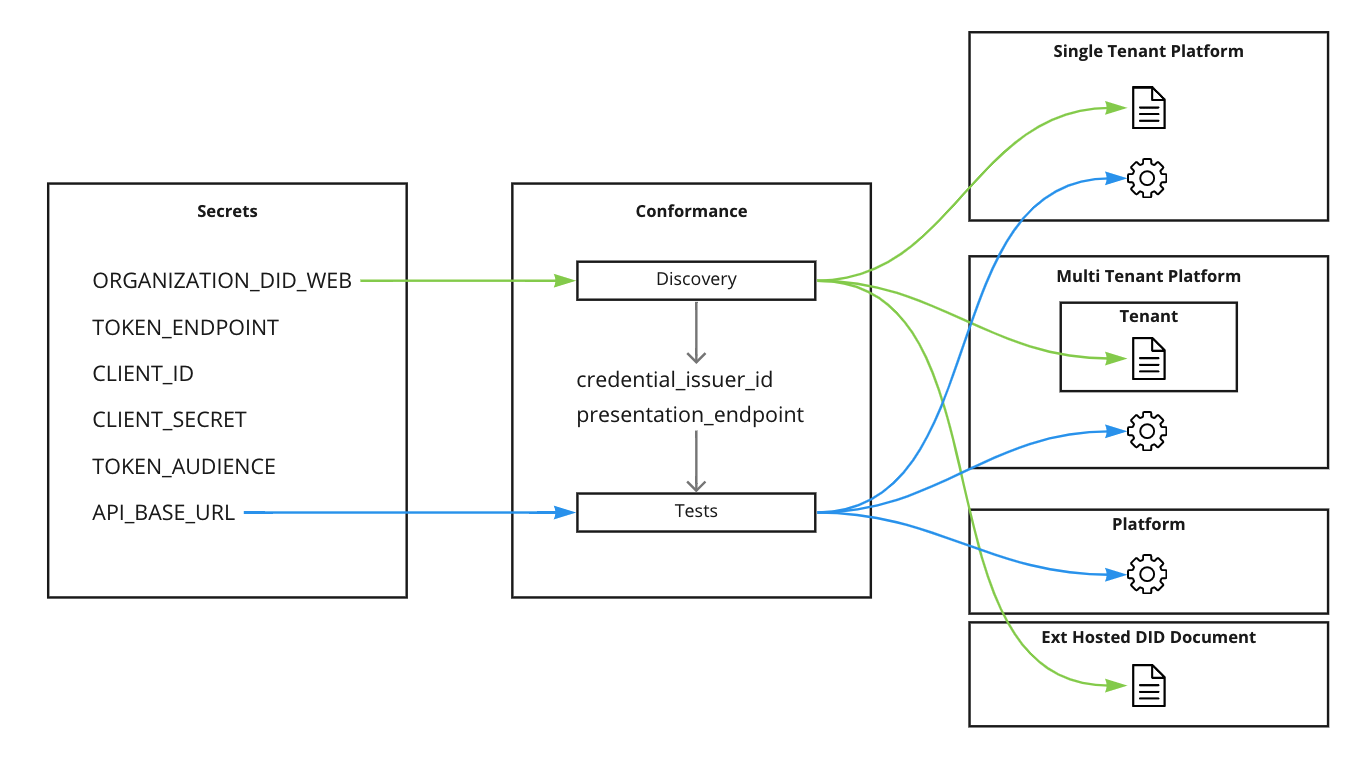 Secrets
ORGANIZATION_DID_WEB
TOKEN_ENDPOINT
CLIENT_ID
CLIENT_SECRET
TOKEN_AUDIENCE
API_BASE_URL
Conformance
Discovery
credential_issuer_id
presentation_endpoint
Tests
Single Tenant Platform
Multi Tenant Platform
Tenant
Platform
Ext Hosted DID Document